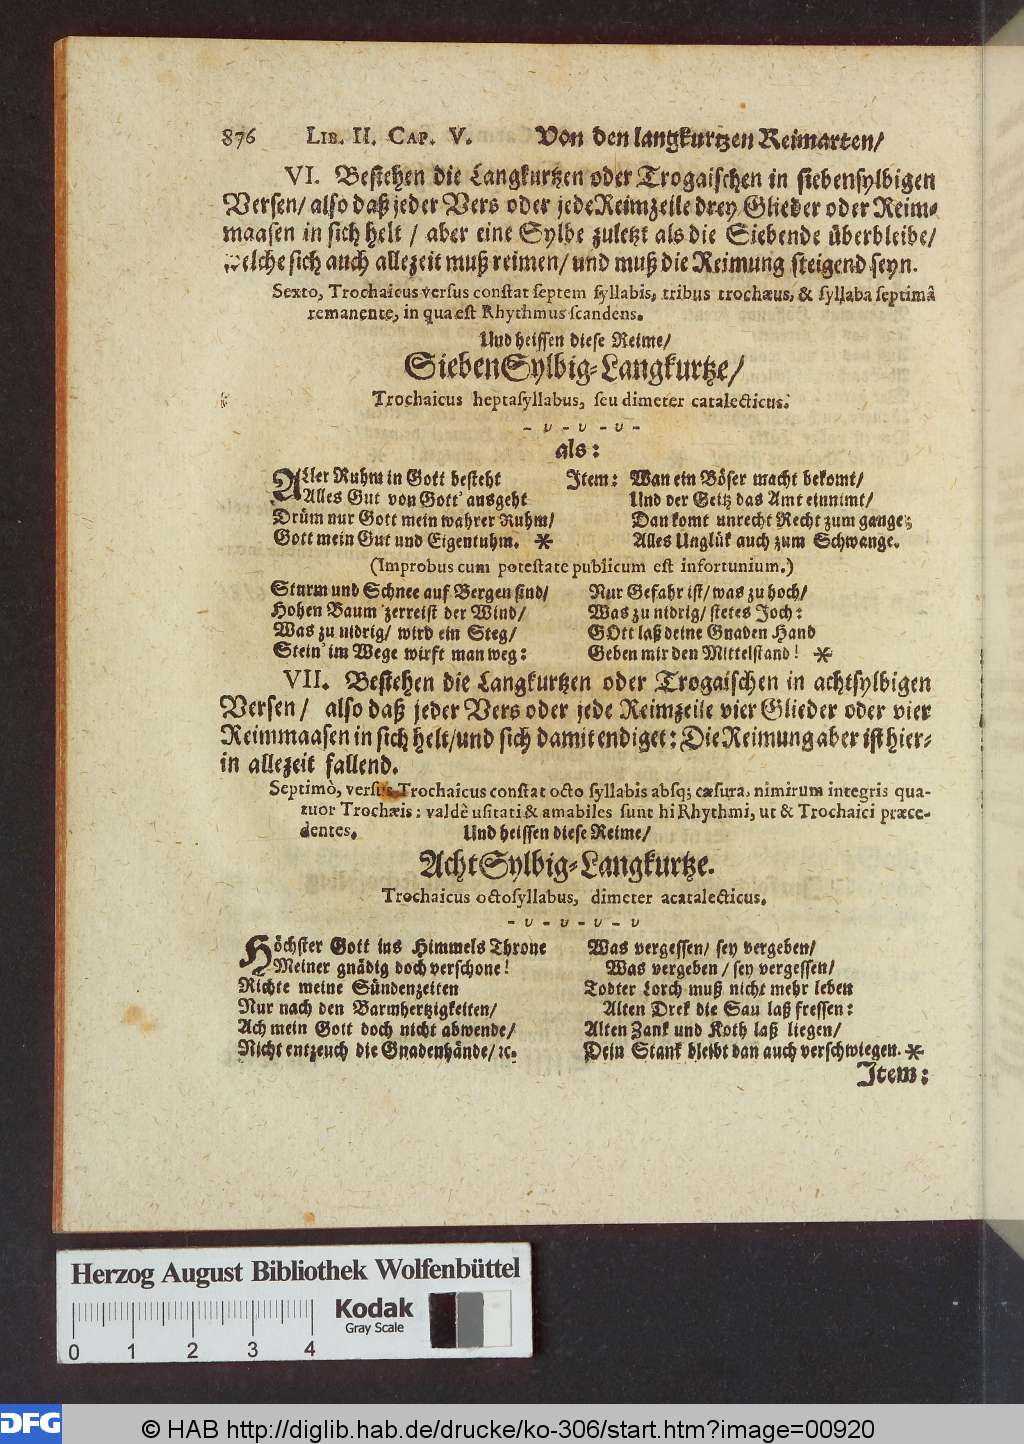 876 LIB. II. CAP. V. Von den langkurtzen Reimarten/
VI. Bestehen die Langkurtzen oder Trogaischen in siebensylbigen
Versen/ also daß jeder Vers oder jede Reimzeile drey Glieder oder Reim-
maasen in sich helt / aber eine Sylbe zuletzt als die Siebende überbleibe/
welche sich auch allezeit muß reimen/ und muß die Reimung steigend seyn.
Sexto, Trochaicus versus constat septem syllabis, tribus trochæus, & syllaba septimâ
remanente, in qua est Rhythmus scandens.
Und heissen diese Reime/
SiebenSylbig-Langkurtze/
Trochaicus heptasyllabus, seu dimeter catalecticus.
- υ - υ - υ -
als:
ALler Ruhm in Gott besteht
Alles Gut von Gott ausgeht
Drüm nur Gott mein wahrer Ruhm/
Gott mein Gut und Eigentuhm. *
Item: Wan ein Böser macht bekomt/
Und der Geitz das Amt einnimt/
Dan komt unrecht Recht zum gange;
Alles Unglük auch zum Schwange.
(Improbus cum potestate publicum est infortunium.)
Sturm und Schnee auf Bergen sind/
Hohen Baum zerreist der Wind/
Was zu nidrig/ wird ein Steg/
Stein im Wege wirft man weg:
Nur Gefahr ist/ was zu hoch/
Was zu nidrig/ stetes Joch:
GOtt laß deine Gnaden Hand
Geben mir den Mittelstand! *
VII. Bestehen die Langkurtzen oder Trogaischen in achtsylbigen
Versen/ also daß jeder Vers oder jede Reimzeile vier Glieder oder vier
Reimmaasen in sich helt/und sich damit endiget: Die Reimung aber ist hier-
in allezeit fallend.
Septimò, versus Trochaicus constat octo syllabis absq; cæsura, nimirum integris qua-
tuor Trochæis: valdè usitati & amabiles sunt hi Rhythmi, ut & Trochaici præce-
dentes. Und heissen diese Reime/
AchtSylbig-Langkurtze.
Trochaicus octosyllabus, dimeter acatalecticus.
- υ - υ - υ - υ
Höchster Gott ins Himmels Throne
Meiner gnädig doch verschone!
Richte meine Sündenzeiten
Nur nach den Barmhertzigkeiten/
Ach mein Gott doch nicht abwende/
Nicht entzeuch die Gnadenhände/ ꝛc.
Was vergessen/ sey vergeben/
Was vergeben/ sey vergessen/
Todter Lorch muß nicht mehr leben
Alten Drek die Sau laß fressen:
Alten Zank und Koth laß liegen/
Dein Stank bleibt dan auch verschwiegen. *
Item:
Herzog August Bibliothek Wolfenbüttel
Kodak
Gray Scale
0 1 2 3 4
DFG
© HAB http://diglib.hab.de/drucke/ko-306/start.htm?image=00920